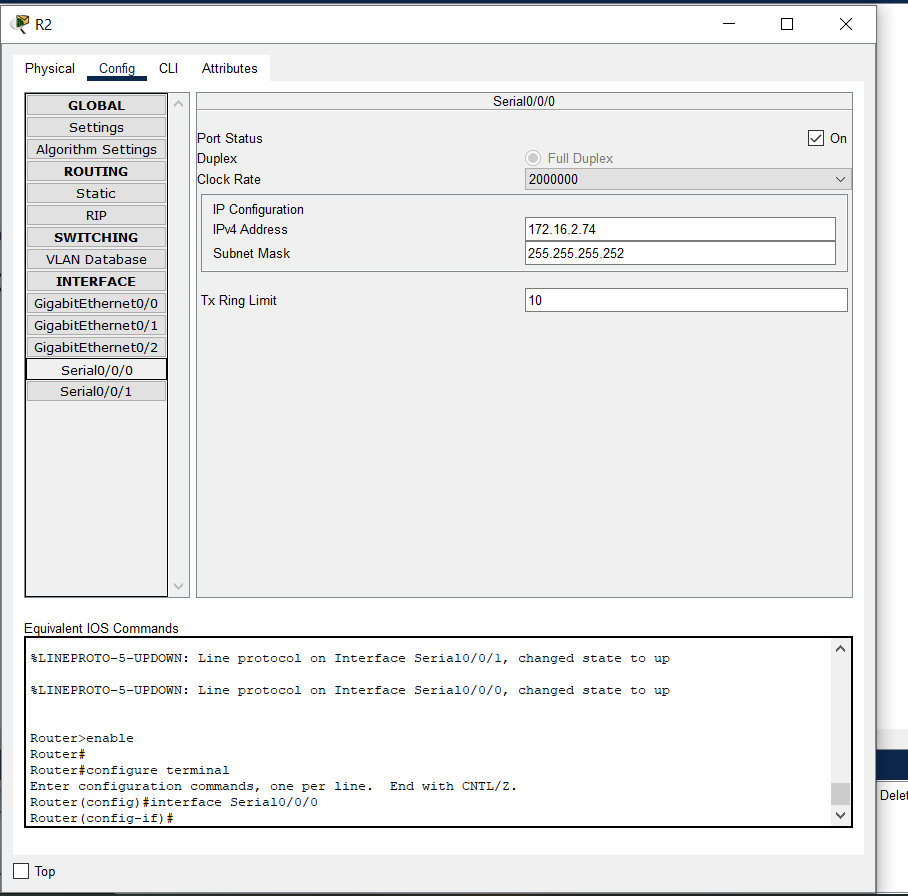 R2
Physical Config CLI Attributes
GLOBAL
Settings
Algorithm Settings
ROUTING
Static
RIP
SWITCHING
VLAN Database
INTERFACE
GigabitEthernet0/0
GigabitEthernet0/1
GigabitEthernet0/2
Serial0/0/0
Serial0/0/1
Serial0/0/0
Port Status On
Duplex Full Duplex
Clock Rate 2000000
IP Configuration
IPv4 Address 172.16.2.74
Subnet Mask 255.255.255.252
Tx Ring Limit 10
Equivalent IOS Commands
%LINEPROTO-5-UPDOWN: Line protocol on Interface Serial0/0/1, changed state to up
%LINEPROTO-5-UPDOWN: Line protocol on Interface Serial0/0/0, changed state to up
Router>enable
Router#
Router#configure terminal
Enter configuration commands, one per line.  End with CNTL/Z.
Router(config)#interface Serial0/0/0
Router(config-if)#
Top